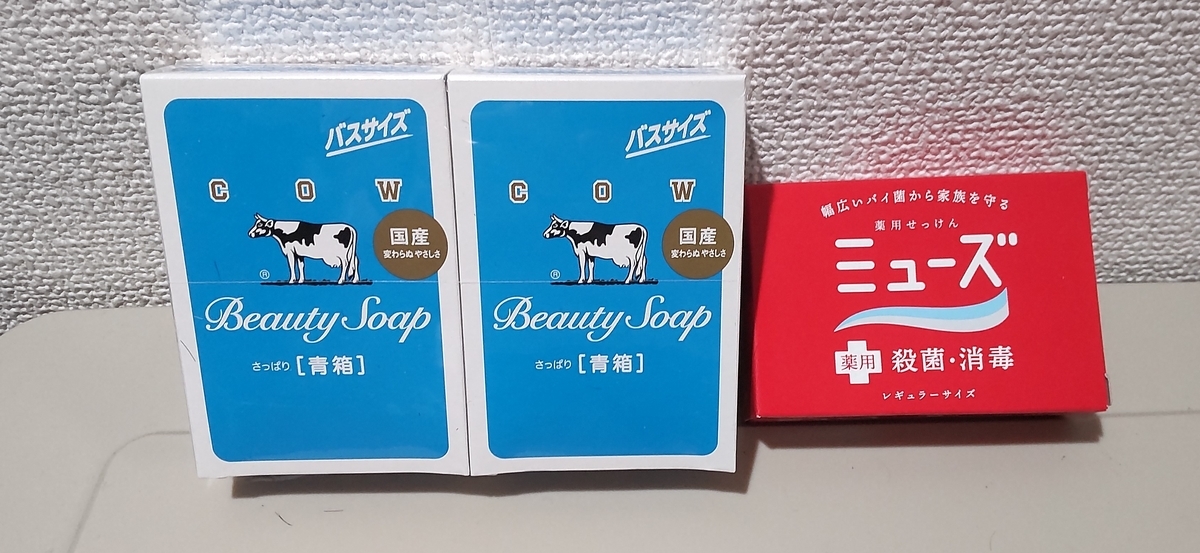 バスサイズ
COW
国産
変わらぬ やさしさ
®
Beauty Soap
さっぱり [青箱]
バスサイズ
COW
国産
変わらぬ やさしさ
®
Beauty Soap
さっぱり [青箱]
幅広いバイ菌から家族を守る
薬用せっけん
ミューズ
薬用 殺菌・消毒
レギュラーサイズ